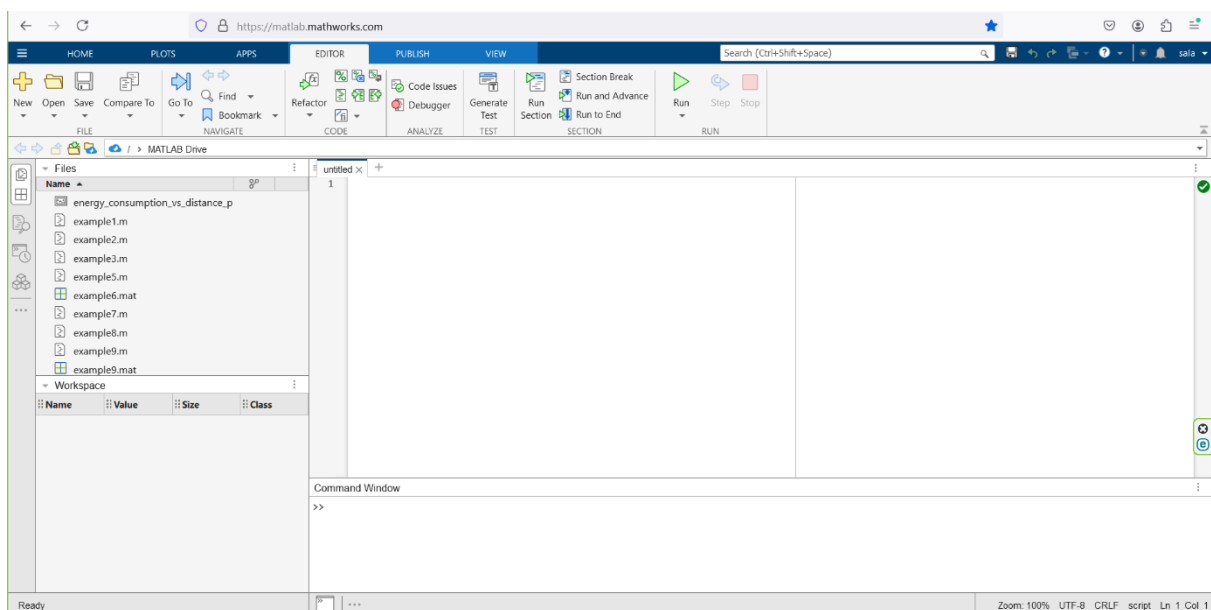 https://matlab.mathworks.com
HOME PLOTS APPS EDITOR PUBLISH VIEW Search (Ctrl+Shift+Space) sala
New Open Save Compare To Go To Find Bookmark Refactor Code Issues Debugger Generate Test Run Section Section Break Run and Advance Run to End Run Step Stop
FILE NAVIGATE CODE ANALYZE TEST SECTION RUN
/ > MATLAB Drive
Files
Name
energy_consumption_vs_distance_p
example1.m
example2.m
example3.m
example5.m
example6.mat
example7.m
example8.m
example9.m
example9.mat
Workspace
Name Value Size Class
untitled
1
Command Window
>>
Ready
Zoom: 100% UTF-8 CRLF script Ln 1 Col 1